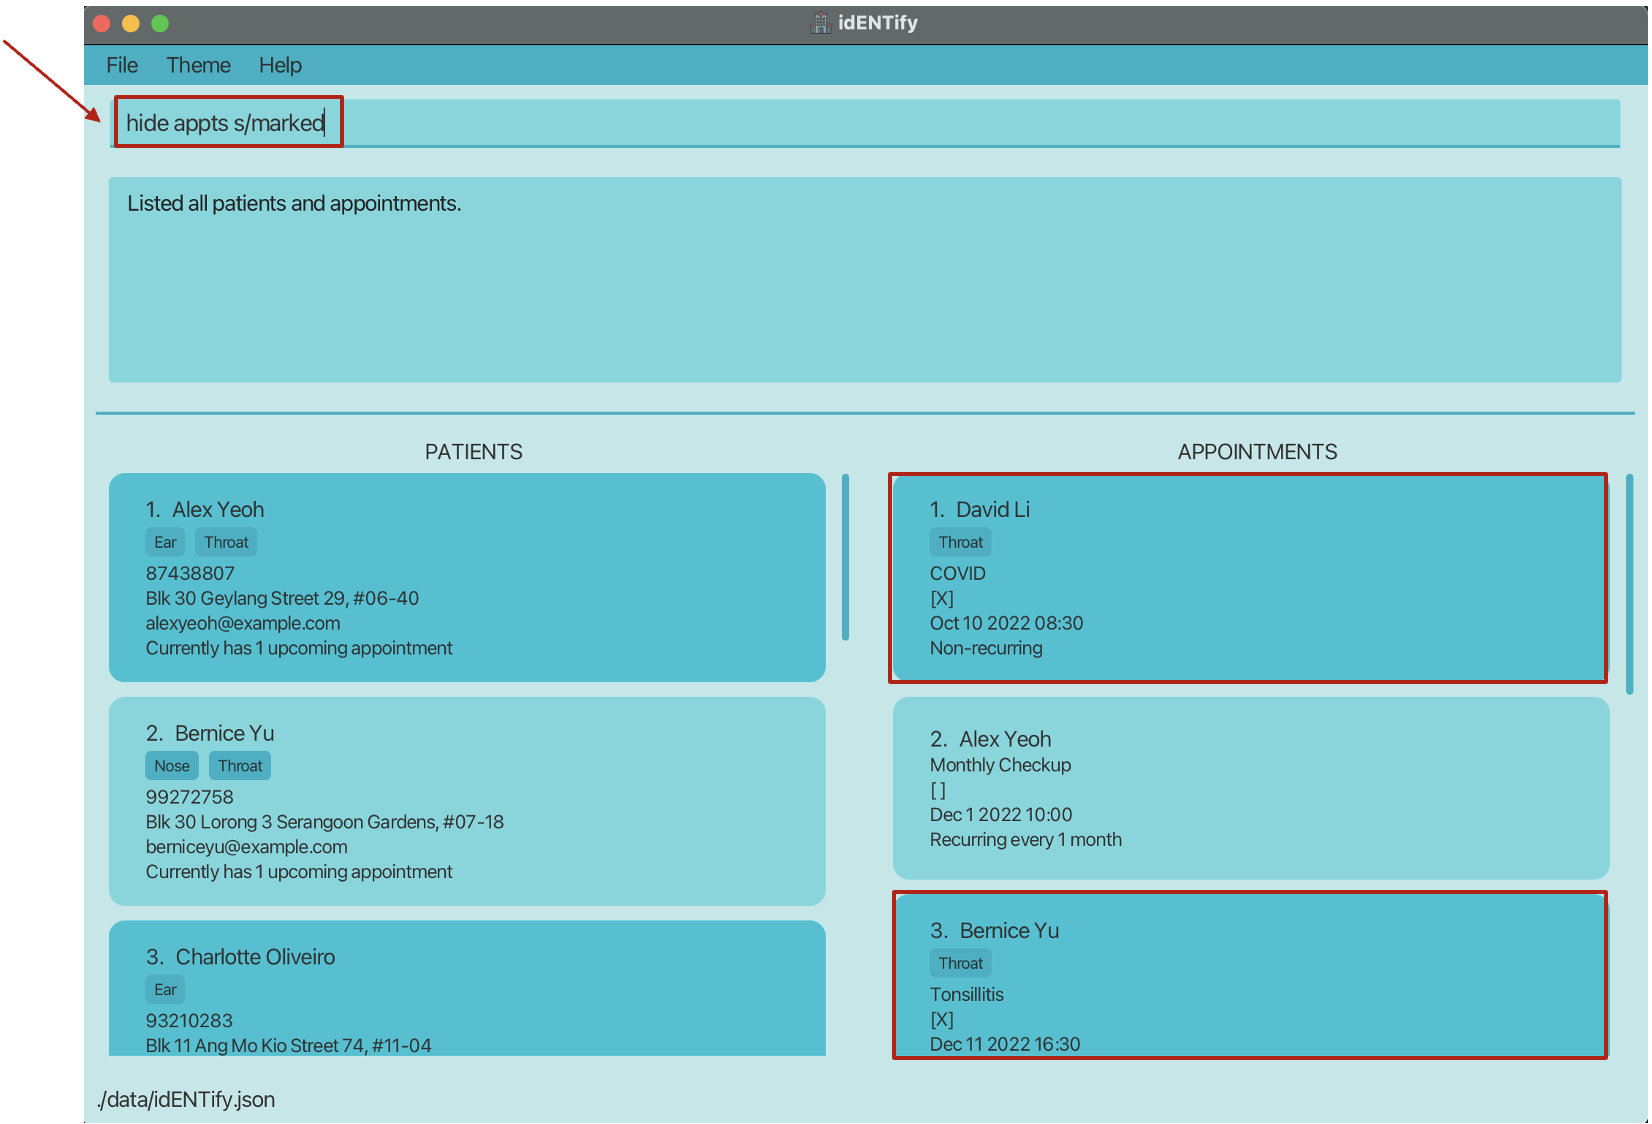 idENTify
File Theme Help
hide appts s/marked
Listed all patients and appointments.
PATIENTS
1. Alex Yeoh
Ear Throat
87438807
Blk 30 Geylang Street 29, #06-40
alexyeoh@example.com
Currently has 1 upcoming appointment
2. Bernice Yu
Nose Throat
99272758
Blk 30 Lorong 3 Serangoon Gardens, #07-18
berniceyu@example.com
Currently has 1 upcoming appointment
3. Charlotte Oliveiro
Ear
93210283
Blk 11 Ang Mo Kio Street 74, #11-04
APPOINTMENTS
1. David Li
Throat
COVID
[X]
Oct 10 2022 08:30
Non-recurring
2. Alex Yeoh
Monthly Checkup
[ ]
Dec 1 2022 10:00
Recurring every 1 month
3. Bernice Yu
Throat
Tonsillitis
[X]
Dec 11 2022 16:30
./data/idENTify.json